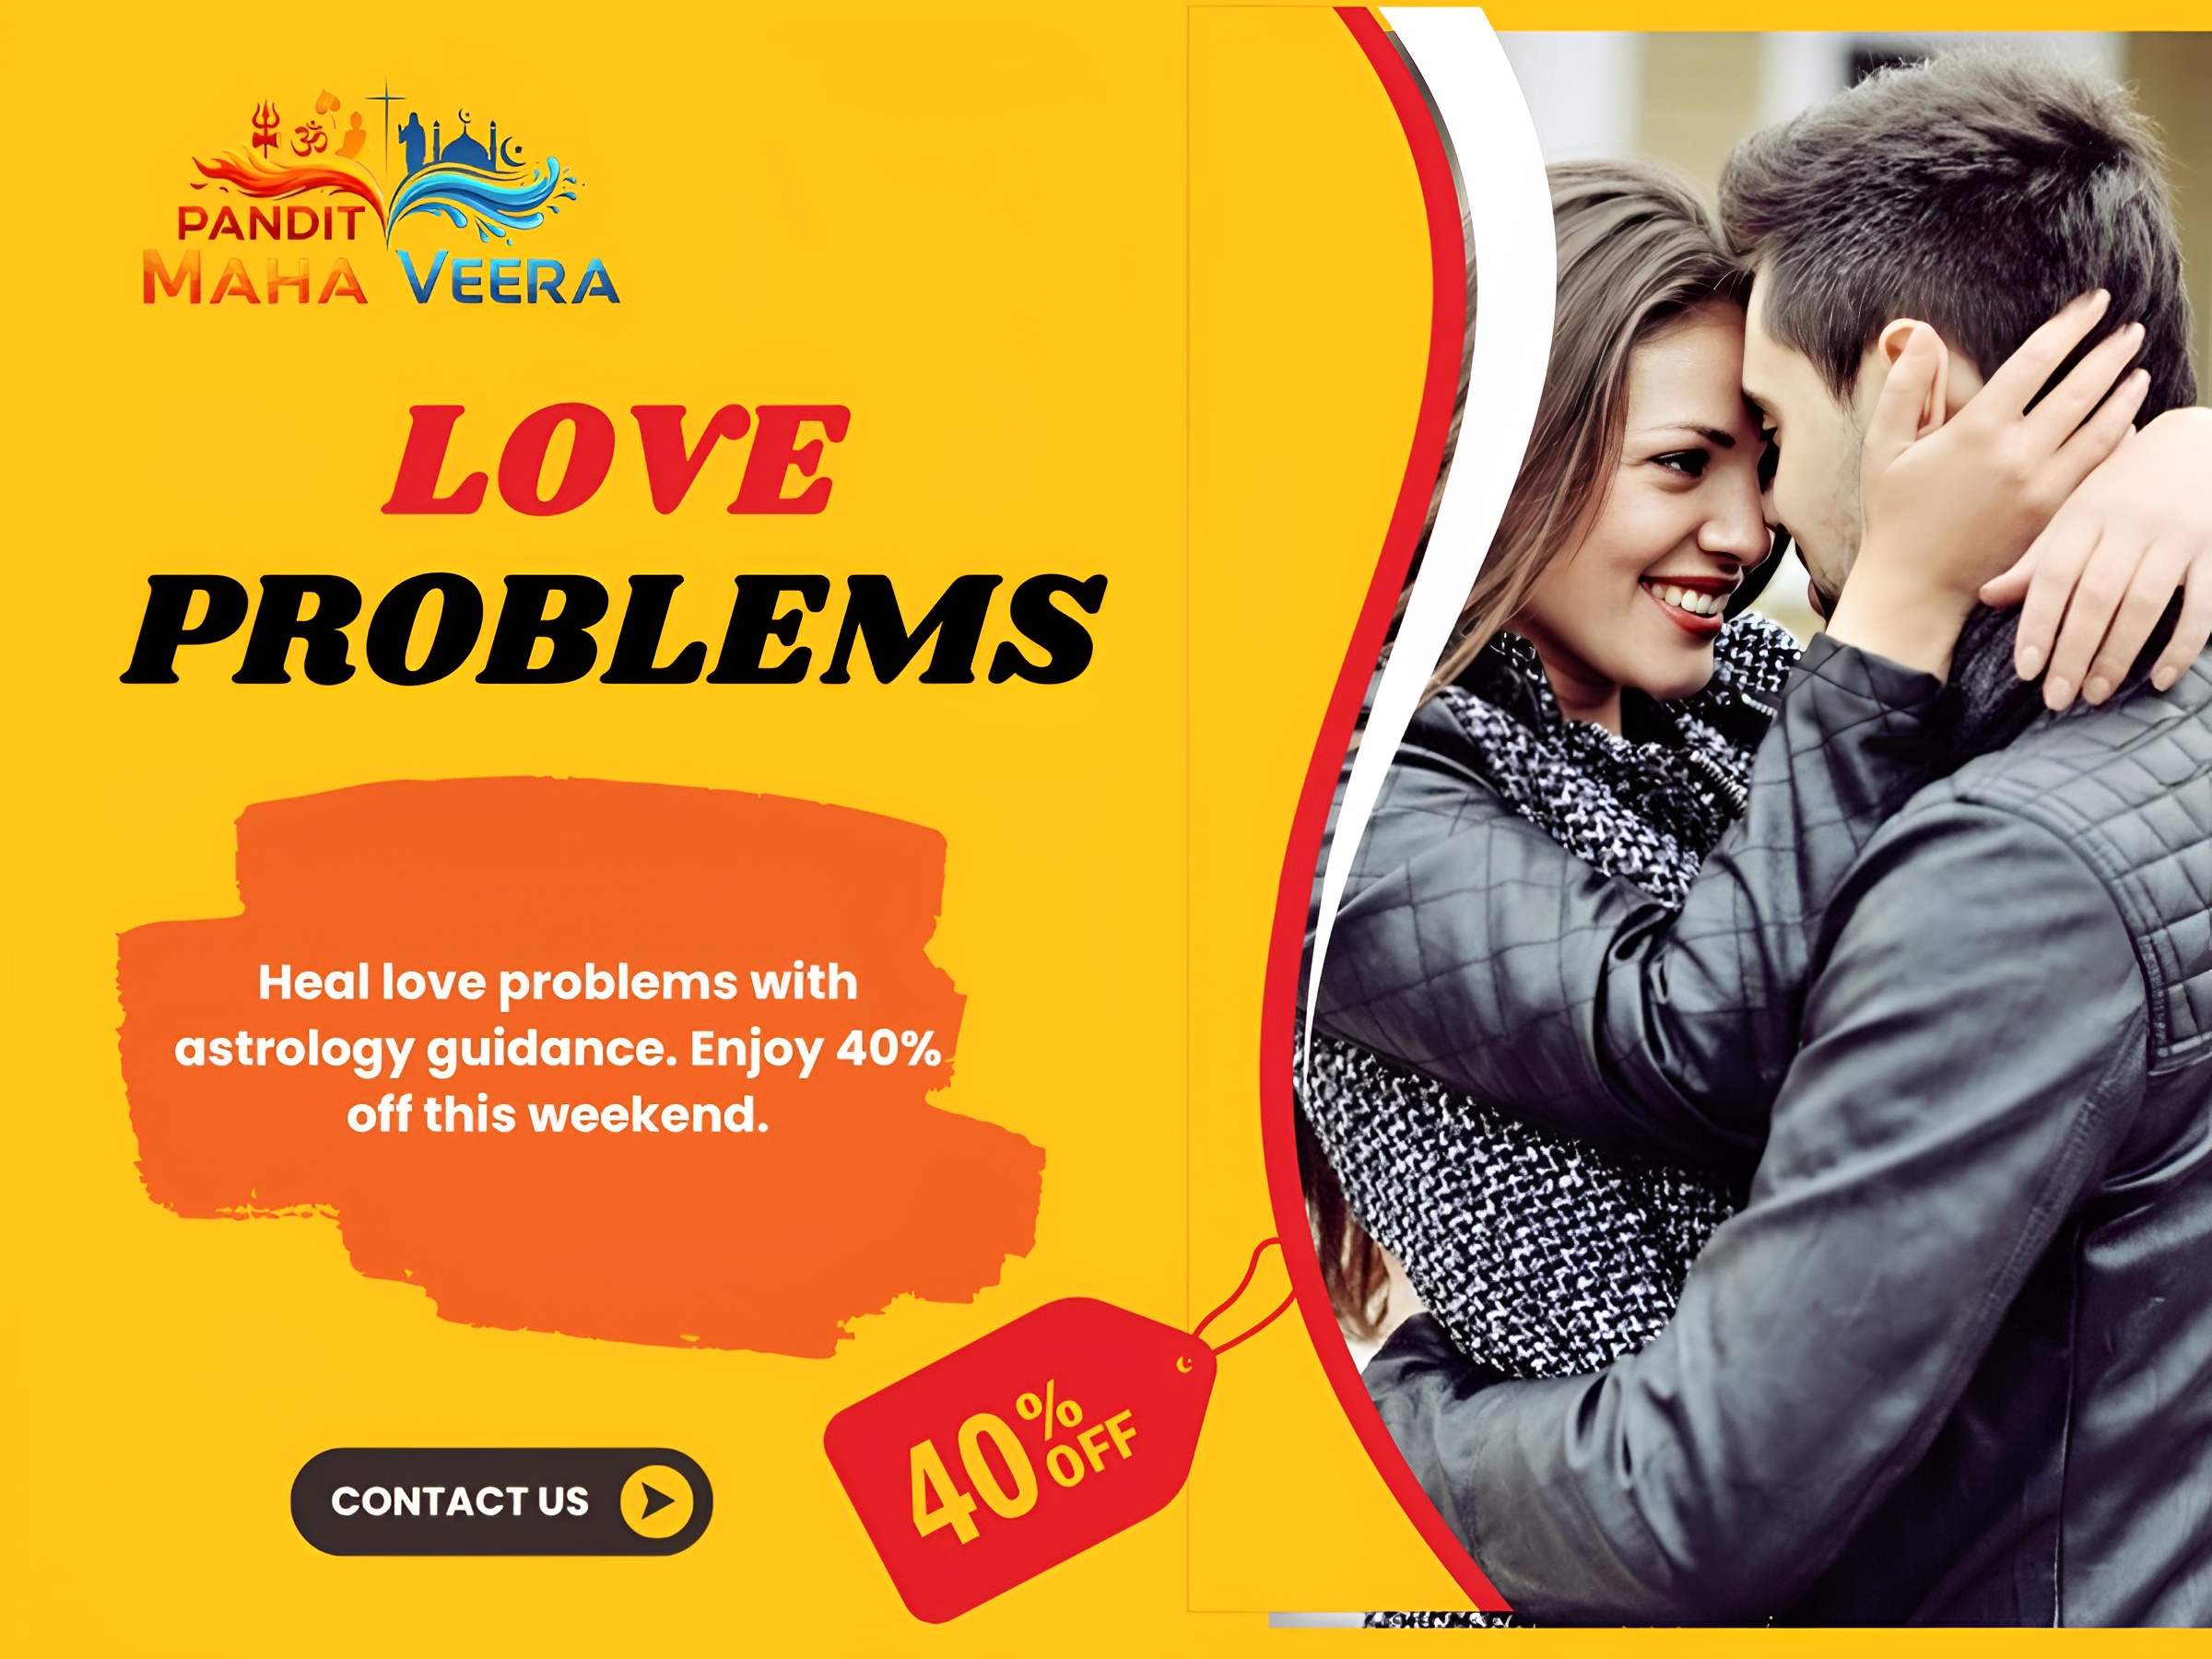 PANDIT
MAHA VEERA
LOVE
PROBLEMS
Heal love problems with
astrology guidance. Enjoy 40%
off this weekend.
40%
OFF
CONTACT US